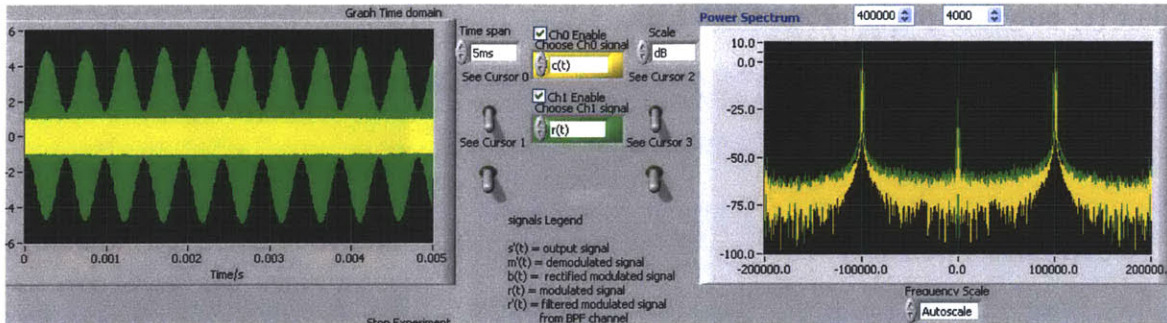 Graph Time domain
6
4
2
0
-2
-4
-6
0 0.001 0.002 0.003 0.004 0.005
Time/s
Time span
5ms
See Cursor 0
See Cursor 1
Ch0 Enable
Choose Ch0 signal
c(t)
Ch1 Enable
Choose Ch1 signal
r(t)
Scale
dB
See Cursor 2
See Cursor 3
signals Legend
s'(t) = output signal
m'(t) = demodulated signal
b(t) = rectified modulated signal
r(t) = modulated signal
r'(t) = filtered modulated signal
from BPF channel
Stop Experiment
Power Spectrum
400000
4000
10.0
0.0
-25.0
-50.0
-75.0
-100.0
-200000.0 -100000.0 0.0 100000.0 200000
Frequency Scale
Autoscale